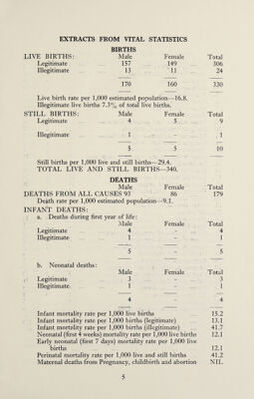 EXTRACTS FROM VITAL STATISTICS
BIRTHS
LIVE BIRTHS: Male Female Total
Legitimate 157 149 306
Illegitimate 13 11 24
170 160 330
Live birth rate per 1,000 estimated population—16.8.
Illegitimate live births 7.3% of total live births.
STILL BIRTHS: Male Female Total
Legitimate 4 5 9
Illegitimate 1 – 1
5 5 10
Still births per 1,000 live and still births—29.4.
TOTAL LIVE AND STILL BIRTHS—340.
DEATHS
Male Female Total
DEATHS FROM ALL CAUSES 93 86 179
Death rate per 1,000 estimated population—9.1.
INFANT DEATHS:
a. Deaths during first year of life:
Male Female Total
Legitimate 4 – 4
Illegitimate 1 – 1
5 – 5
b. Neonatal deaths:
Male Female Total
Legitimate 3 – 3
Illegitimate 1 – 1
4 – 4
Infant mortality rate per 1,000 live births 15.2
Infant mortality rate per 1,000 births (legitimate) 13.1
Infant mortality rate per 1,000 births (illegitimate) 41.7
Neonatal (first 4 weeks) mortality rate per 1,000 live births 12.1
Early neonatal (first 7 days) mortality rate per 1,000 live
births 12.1
Perinatal mortality rate per 1,000 live and still births 41.2
Maternal deaths from Pregnancy, childbirth and abortion NIL
5